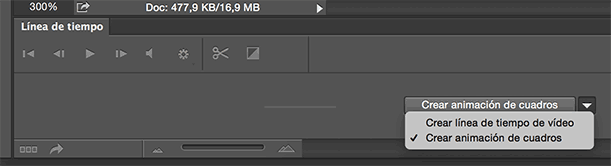 300%
Doc: 477,9 KB/16,9 MB
Línea de tiempo
Crear animación de cuadros
Crear línea de tiempo de vídeo
Crear animación de cuadros